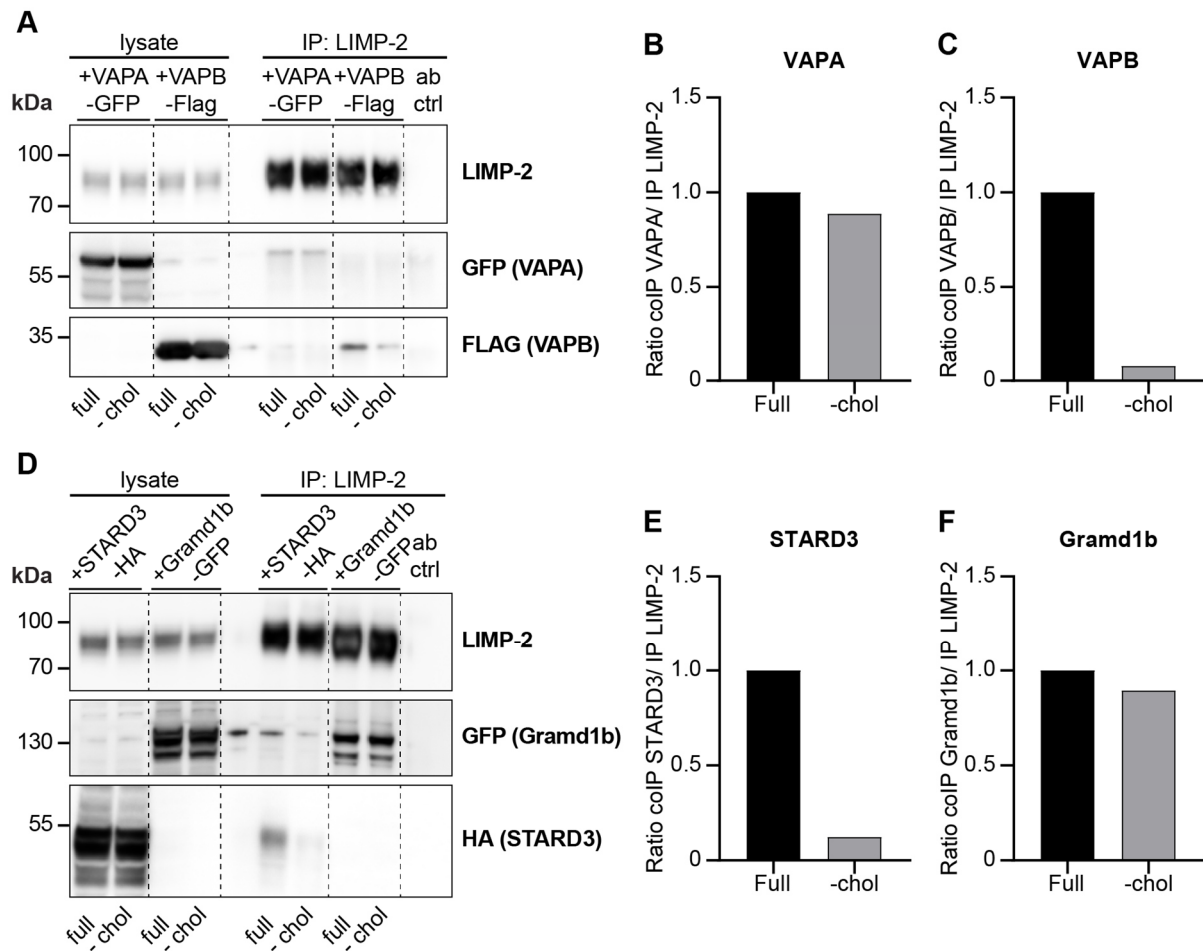 A
lysate
IP: LIMP-2
+VAPA
-GFP
+VAPB
-Flag
+VAPA
-GFP
+VAPB
-Flag
ab
ctrl
kDa
100
70
LIMP-2
55
GFP (VAPA)
35
FLAG (VAPB)
full
- chol
full
- chol
full
- chol
full
- chol
B
VAPA
Ratio coIP VAPA/ IP LIMP-2
1.5
1.0
0.5
0
Full
-chol
C
VAPB
Ratio coIP VAPB/ IP LIMP-2
1.5
1.0
0.5
0
Full
-chol
D
lysate
IP: LIMP-2
+STARD3
-HA
+Gramd1b
-GFP
+STARD3
-HA
+Gramd1b
-GFP
ab
ctrl
kDa
100
70
LIMP-2
130
GFP (Gramd1b)
55
HA (STARD3)
full
- chol
full
- chol
full
- chol
full
- chol
E
STARD3
Ratio coIP STARD3/ IP LIMP-2
1.5
1.0
0.5
0
Full
-chol
F
Gramd1b
Ratio coIP Gramd1b/ IP LIMP-2
1.5
1.0
0.5
0
Full
-chol